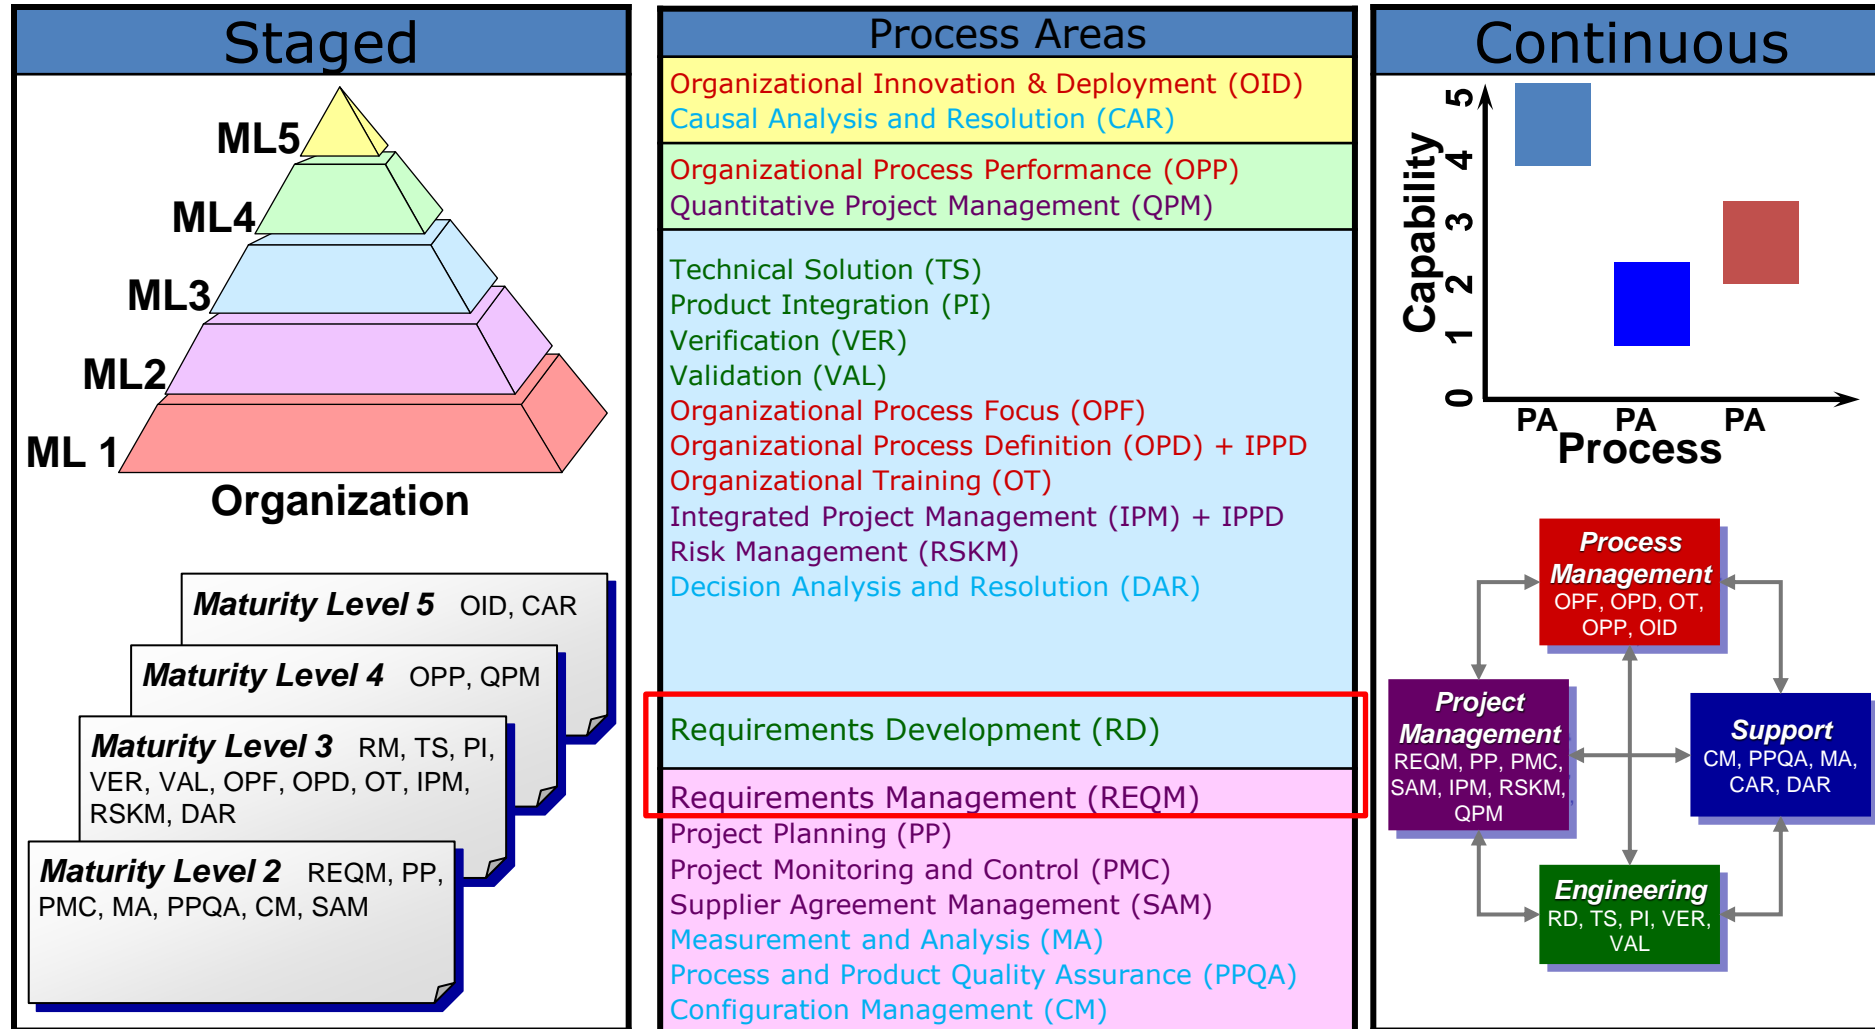 Staged
ML5
ML4
ML3
ML2
ML 1
Organization
Maturity Level 5 OID, CAR
Maturity Level 4 OPP, QPM
Maturity Level 3 RM, TS, PI,
VER, VAL, OPF, OPD, OT, IPM,
RSKM, DAR
Maturity Level 2 REQM, PP,
PMC, MA, PPQA, CM, SAM
Process Areas
Organizational Innovation & Deployment (OID)
Causal Analysis and Resolution (CAR)
Organizational Process Performance (OPP)
Quantitative Project Management (QPM)
Technical Solution (TS)
Product Integration (PI)
Verification (VER)
Validation (VAL)
Organizational Process Focus (OPF)
Organizational Process Definition (OPD) + IPPD
Organizational Training (OT)
Integrated Project Management (IPM) + IPPD
Risk Management (RSKM)
Decision Analysis and Resolution (DAR)
Requirements Development (RD)
Requirements Management (REQM)
Project Planning (PP)
Project Monitoring and Control (PMC)
Supplier Agreement Management (SAM)
Measurement and Analysis (MA)
Process and Product Quality Assurance (PPQA)
Configuration Management (CM)
Continuous
Capability
5
4
3
2
1
0
PA PA PA
Process
Process
Management
OPF, OPD, OT,
OPP, OID
Project
Management
REQM, PP, PMC,
SAM, IPM, RSKM,
QPM
Support
CM, PPQA, MA,
CAR, DAR
Engineering
RD, TS, PI, VER,
VAL